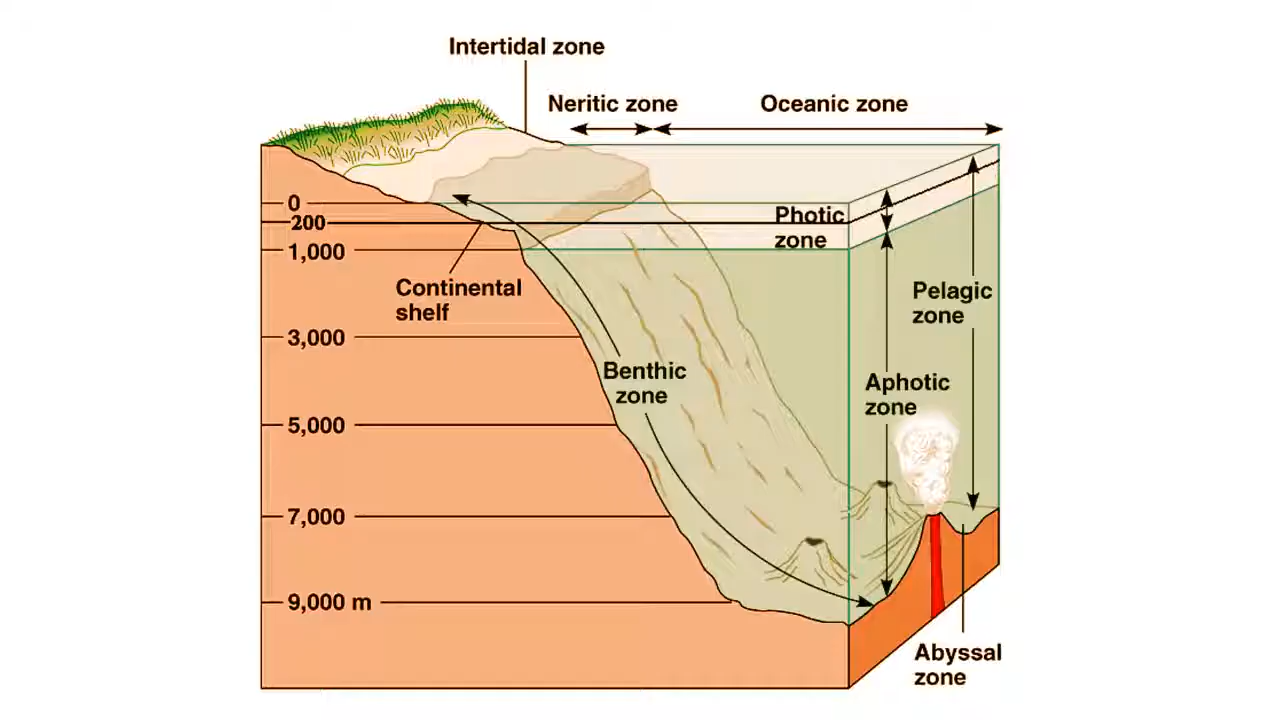 Intertidal zone
Neritic zone
Oceanic zone
0
200
1,000
3,000
5,000
7,000
9,000 m
Continental
shelf
Benthic
zone
Photic
zone
Pelagic
zone
Aphotic
zone
Abyssal
zone